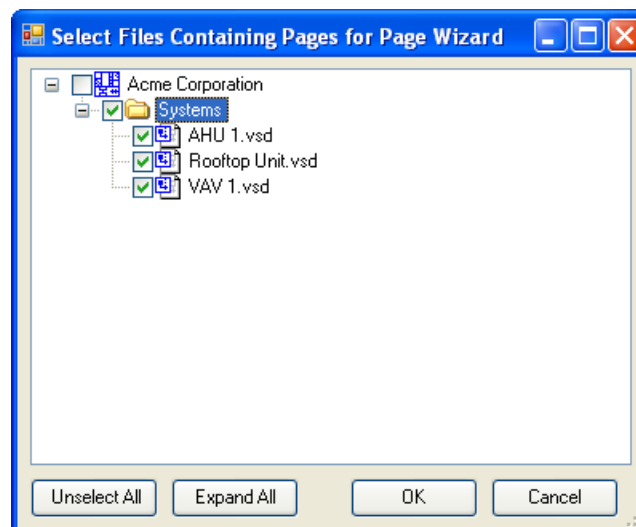 Select Files Containing Pages for Page Wizard
Acme Corporation
Systems
AHU 1.vsd
Rooftop Unit.vsd
VAV 1.vsd
Unselect All Expand All OK Cancel